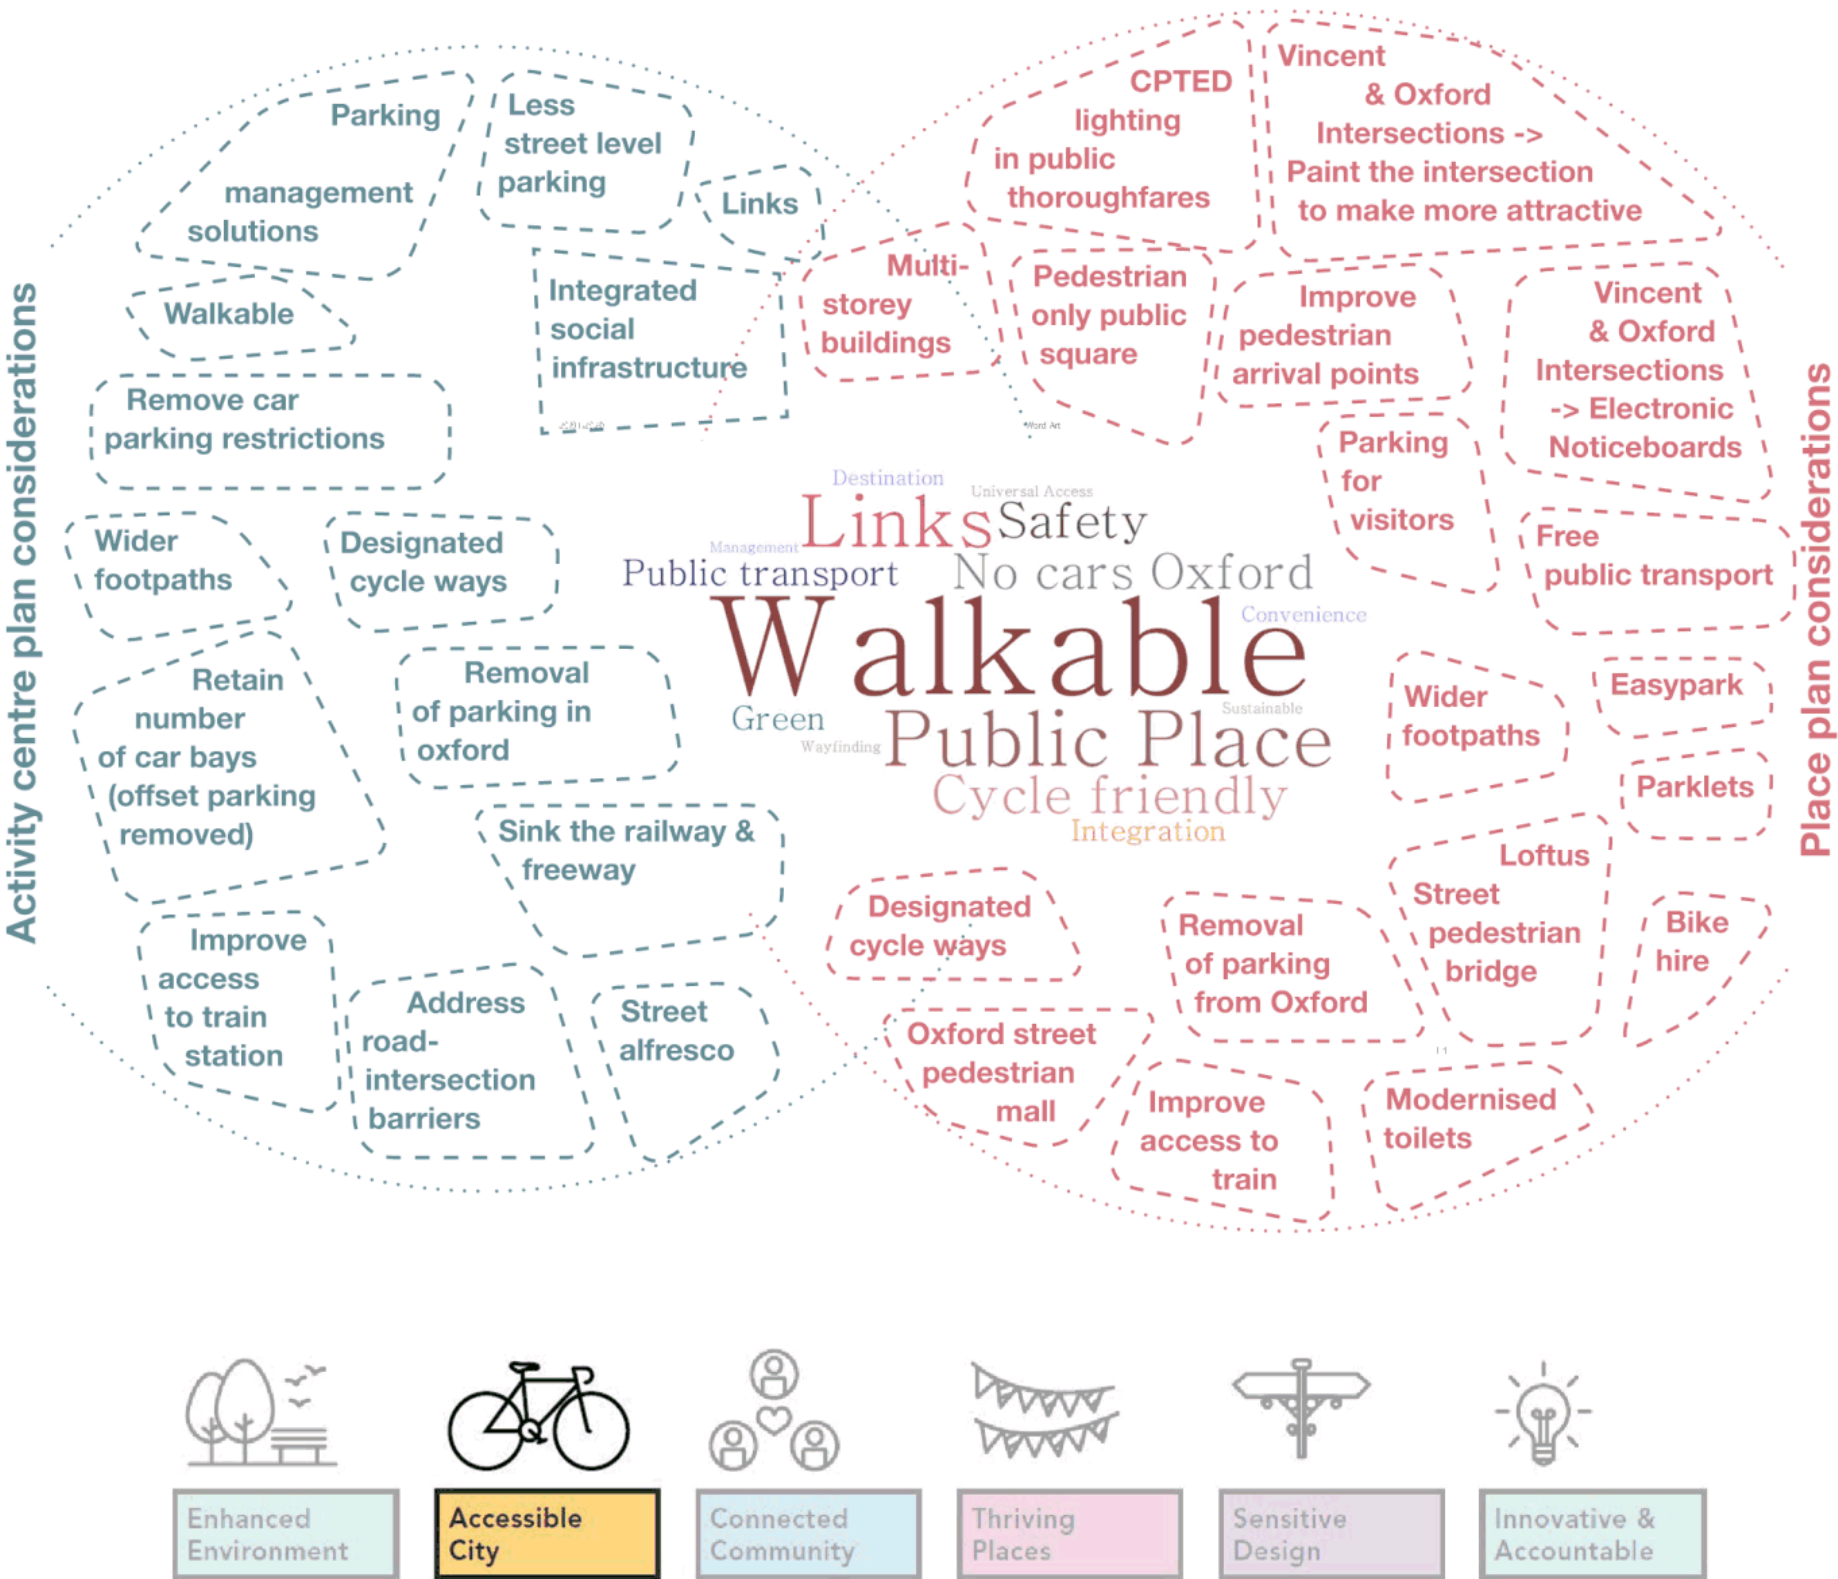 Activity centre plan considerations
Parking
management
solutions
Less
street level
parking
Links
Walkable
Integrated
social
infrastructure
Remove car
parking restrictions
Wider
footpaths
Designated
cycle ways
Retain
number
of car bays
(offset parking
removed)
Removal
of parking in
oxford
Sink the railway &
freeway
Improve
access
to train
station
Address
road-
intersection
barriers
Street
alfresco
Destination
Universal Access
Links
Safety
Management
Public transport
No cars Oxford
Walkable
Convenience
Green
Sustainable
Wayfinding
Public Place
Cycle friendly
Integration
Word Art
CPTED
lighting
in public
thoroughfares
Vincent
& Oxford
Intersections ->
Paint the intersection
to make more attractive
Multi-
storey
buildings
Pedestrian
only public
square
Improve
pedestrian
arrival points
Vincent
& Oxford
Intersections
-> Electronic
Noticeboards
Parking
for
visitors
Free
public transport
Wider
footpaths
Easypark
Parklets
Loftus
Street
pedestrian
bridge
Bike
hire
Designated
cycle ways
Removal
of parking
from Oxford
Oxford street
pedestrian
mall
Improve
access to
train
Modernised
toilets
Place plan considerations
Enhanced
Environment
Accessible
City
Connected
Community
Thriving
Places
Sensitive
Design
Innovative &
Accountable